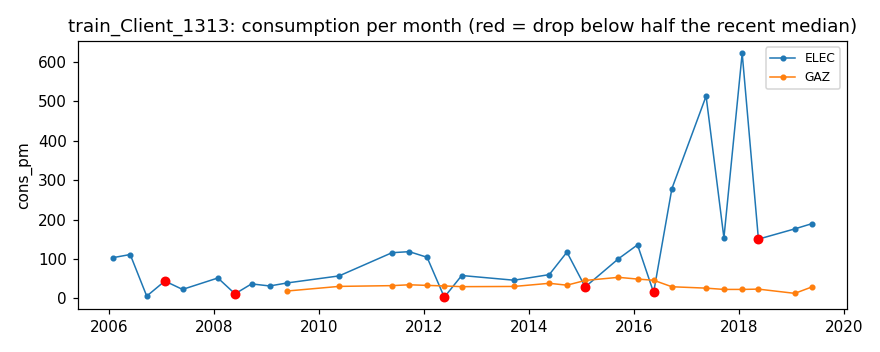 train_Client_1313: consumption per month (red = drop below half the recent median)
ELEC
GAZ
cons_pm
600
500
400
300
200
100
0
2006 2008 2010 2012 2014 2016 2018 2020